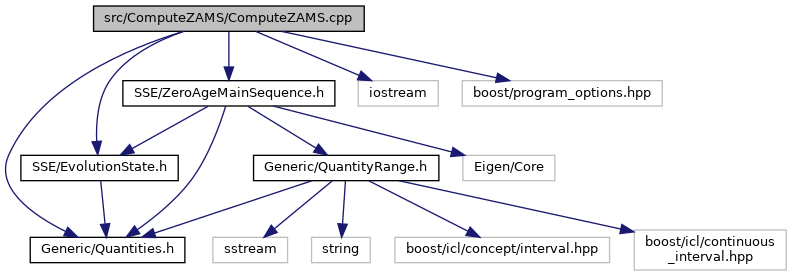 src/ComputeZAMS/ComputeZAMS.cpp
SSE/ZeroAgeMainSequence.h
iostream
boost/program_options.hpp
SSE/EvolutionState.h
Generic/QuantityRange.h
Eigen/Core
Generic/Quantities.h
sstream
string
boost/icl/concept/interval.hpp
boost/icl/continuous
_interval.hpp